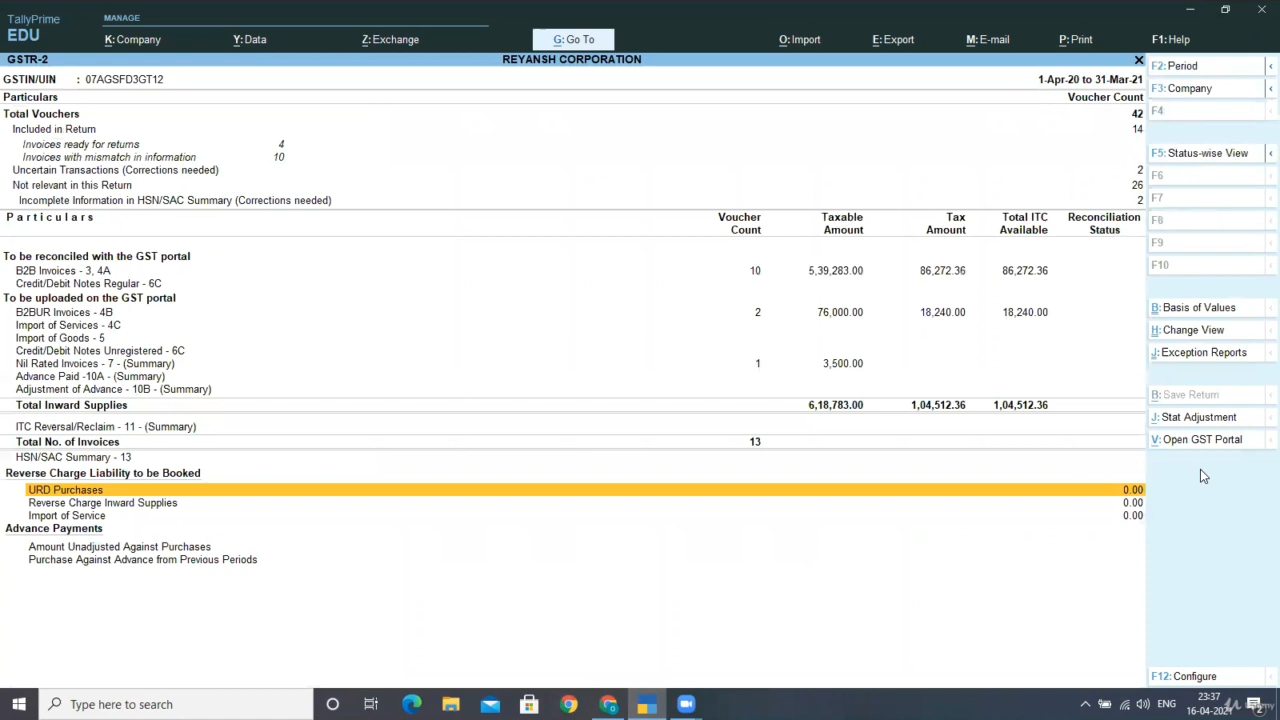 TallyPrime MANAGE
EDU K: Company Y: Data Z: Exchange G: Go To O: Import E: Export M: E-mail P: Print F1: Help
GSTR-2 REYANSH CORPORATION
GSTIN/UIN : 07AGSFD3GT12 1-Apr-20 to 31-Mar-21
Particulars Voucher Count
Total Vouchers 42
Included in Return 14
Invoices ready for returns 4
Invoices with mismatch in information 10
Uncertain Transactions (Corrections needed) 2
Not relevant in this Return 26
Incomplete Information in HSN/SAC Summary (Corrections needed) 2
Particulars Voucher Taxable Tax Total ITC Reconciliation
Count Amount Amount Available Status
To be reconciled with the GST portal
B2B Invoices - 3, 4A 10 5,39,283.00 86,272.36 86,272.36
Credit/Debit Notes Regular - 6C
To be uploaded on the GST portal
B2BUR Invoices - 4B 2 76,000.00 18,240.00 18,240.00
Import of Services - 4C
Import of Goods - 5
Credit/Debit Notes Unregistered - 6C
Nil Rated Invoices - 7 - (Summary) 1 3,500.00
Advance Paid -10A - (Summary)
Adjustment of Advance - 10B - (Summary)
Total Inward Supplies 6,18,783.00 1,04,512.36 1,04,512.36
ITC Reversal/Reclaim - 11 - (Summary)
Total No. of Invoices 13
HSN/SAC Summary - 13
Reverse Charge Liability to be Booked
URD Purchases 0.00
Reverse Charge Inward Supplies 0.00
Import of Service 0.00
Advance Payments
Amount Unadjusted Against Purchases
Purchase Against Advance from Previous Periods
F2: Period
F3: Company
F4
F5: Status-wise View
F6
F7
F8
F9
F10
B: Basis of Values
H: Change View
J: Exception Reports
B: Save Return
J: Stat Adjustment
V: Open GST Portal
F12: Configure
Type here to search
ENG
23:37
16-04-2021